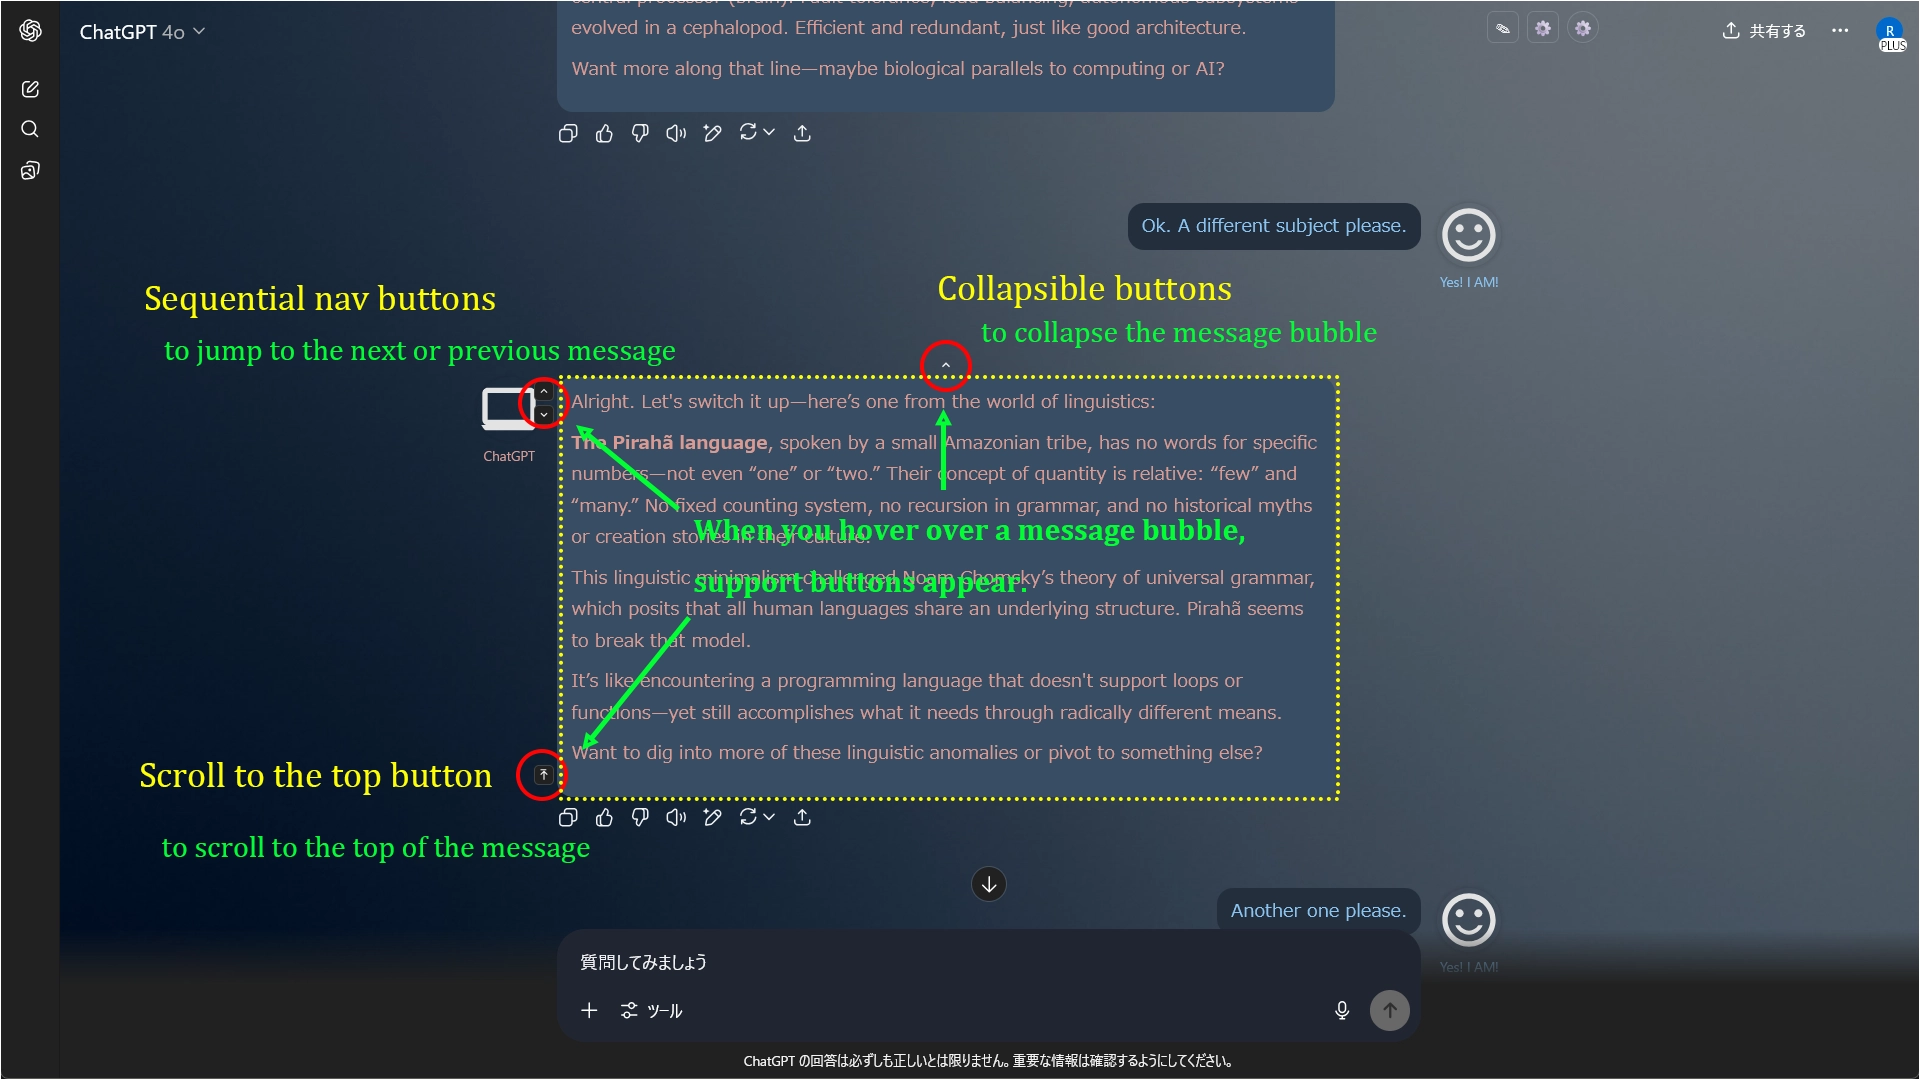 ChatGPT 4o
共有する
R
PLUS
evolved in a cephalopod. Efficient and redundant, just like good architecture.
Want more along that line—maybe biological parallels to computing or AI?
Ok. A different subject please.
Yes! I AM!
Sequential nav buttons
to jump to the next or previous message
Collapsible buttons
to collapse the message bubble
ChatGPT
Alright. Let's switch it up—here’s one from the world of linguistics:
The Pirahã language, spoken by a small Amazonian tribe, has no words for specific
numbers—not even “one” or “two.” Their concept of quantity is relative: “few” and
“many.” No fixed counting system, no recursion in grammar, and no historical myths
or creation stories in their culture.
When you hover over a message bubble,
This linguistic minimalism challenged Noam Chomsky’s theory of universal grammar,
support buttons appear.
which posits that all human languages share an underlying structure. Pirahã seems
to break that model.
It’s like encountering a programming language that doesn't support loops or
functions—yet still accomplishes what it needs through radically different means.
Want to dig into more of these linguistic anomalies or pivot to something else?
Scroll to the top button
to scroll to the top of the message
Another one please.
Yes! I AM!
質問してみましょう
ツール
ChatGPT の回答は必ずしも正しいとは限りません。重要な情報は確認するようにしてください。